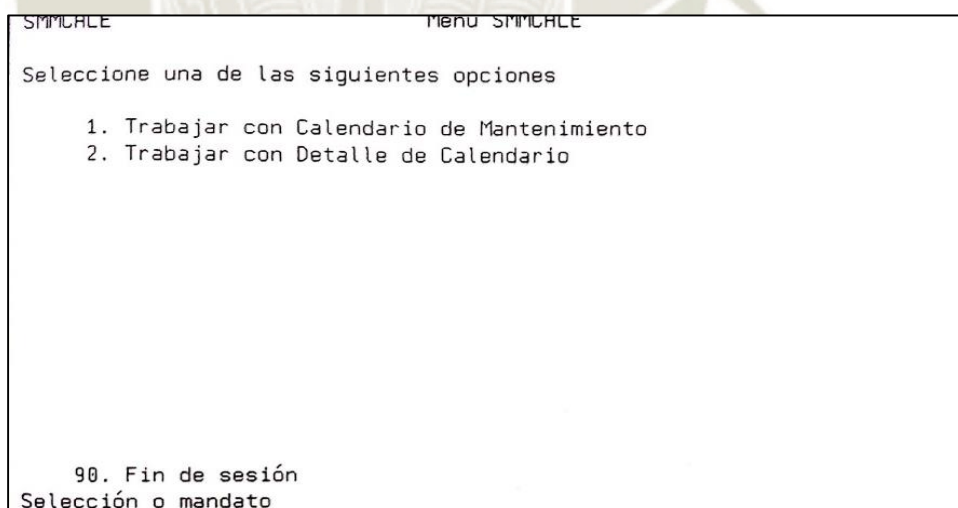 SMMCALE Menú SMMCALE
Seleccione una de las siguientes opciones
1. Trabajar con Calendario de Mantenimiento
2. Trabajar con Detalle de Calendario
90. Fin de sesión
Selección o mandato